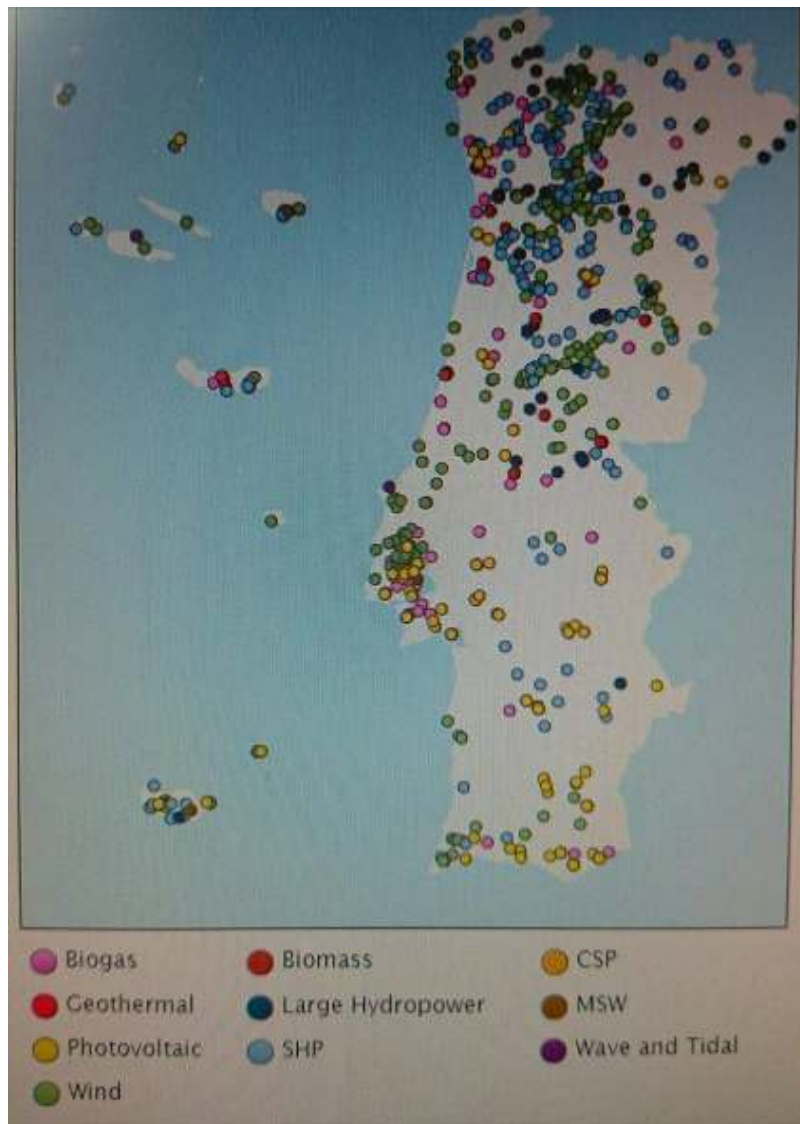 Biogas Biomass CSP
Geothermal Large Hydropower MSW
Photovoltaic SHP Wave and Tidal
Wind